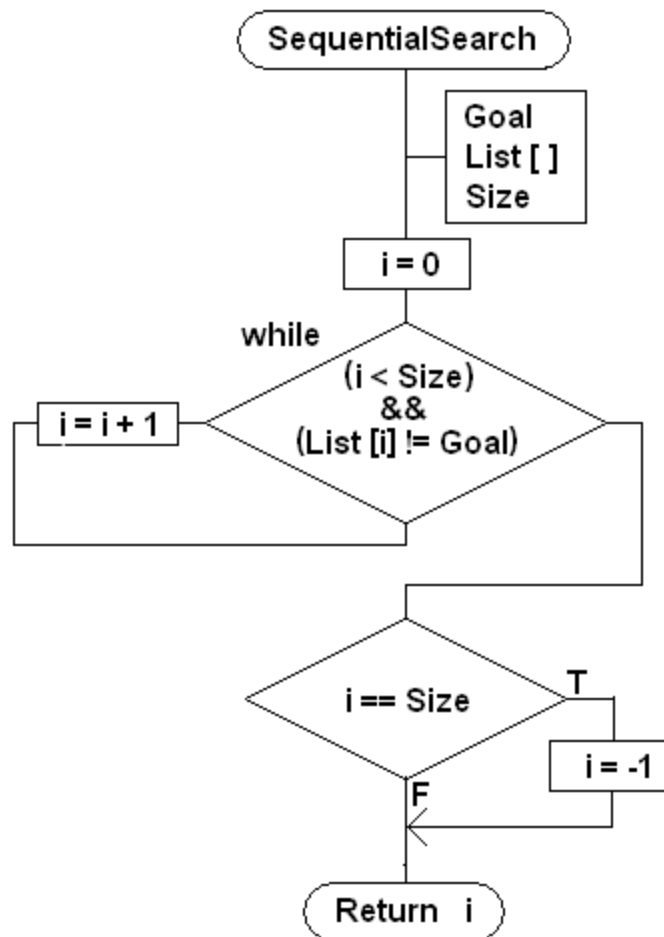 SequentialSearch
Goal
List [ ]
Size
i = 0
while
(i < Size)
&&
(List [i] != Goal)
i = i + 1
i == Size
T
i = -1
F
Return i